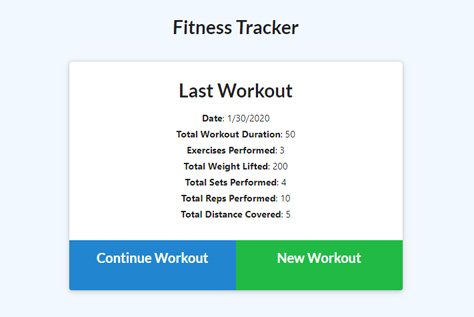 Fitness Tracker
Last Workout
Date: 1/30/2020
Total Workout Duration: 50
Exercises Performed: 3
Total Weight Lifted: 200
Total Sets Performed: 4
Total Reps Performed: 10
Total Distance Covered: 5
Continue Workout
New Workout